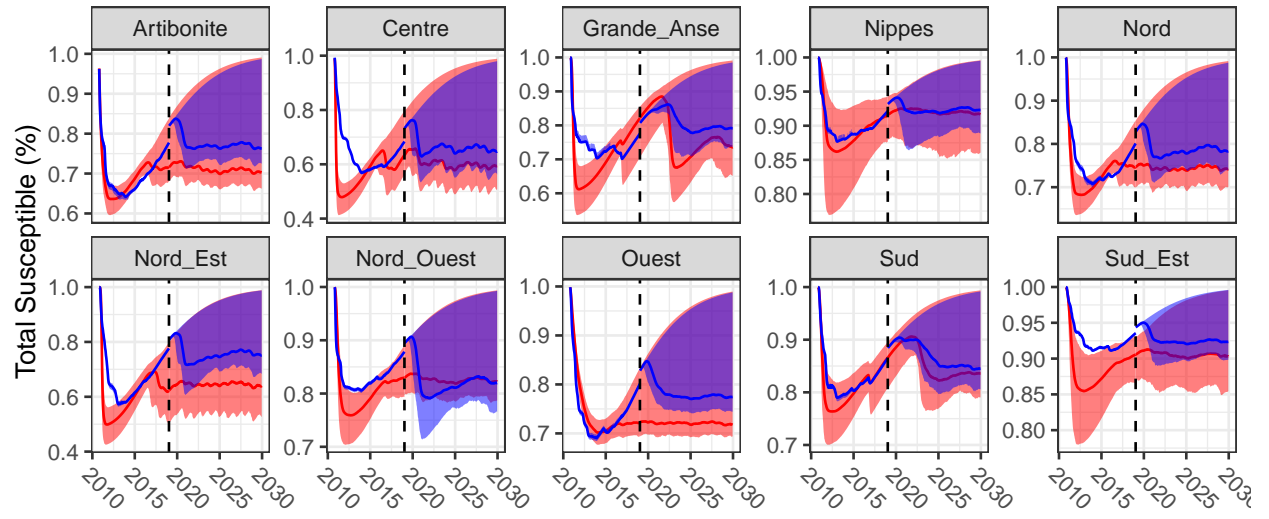 Artibonite Centre Grande_Anse Nippes Nord
1.0 1.0 1.0 1.00 1.0
0.9 0.8 0.9 0.95 0.9
0.8 0.6 0.8 0.90 0.8
0.7 0.4 0.7 0.85 0.7
0.6 0.6 0.80
Total Susceptible (%)
Nord_Est Nord_Ouest Ouest Sud Sud_Est
1.0 1.0 1.0 1.0 1.00
0.8 0.9 0.9 0.9 0.95
0.6 0.8 0.8 0.8 0.90
0.4 0.7 0.7 0.7 0.85
0.80
2010 2015 2020 2025 2030 2010 2015 2020 2025 2030 2010 2015 2020 2025 2030 2010 2015 2020 2025 2030 2010 2015 2020 2025 2030